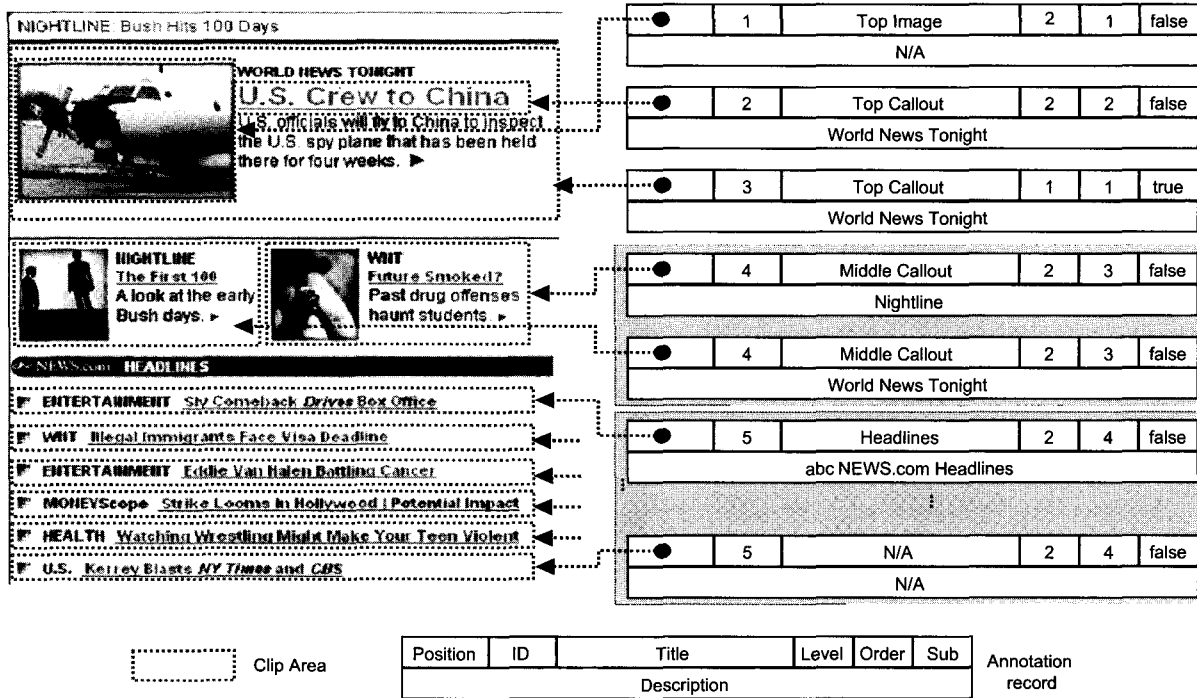 NIGHTLINE: Bush Hits 100 Days
WORLD NEWS TONIGHT
U.S. Crew to China
U.S. officials will fly to China to inspect
the U.S. spy plane that has been held
there for four weeks.
NIGHTLINE
The First 100
A look at the early
Bush days.
WNT
Future Smoked?
Past drug offenses
haunt students.
NEWS.com HEADLINES
ENTERTAINMENT Sly Comeback Drives Box Office
WNT Illegal Immigrants Face Visa Deadline
ENTERTAINMENT Eddie Van Halen Battling Cancer
MONEYScope Strike Looms in Hollywood | Potential Impact
HEALTH Watching Wrestling Might Make Your Teen Violent
U.S. Kerrey Blasts NY Times and CBS
1 Top Image 2 1 false
N/A
2 Top Callout 2 2 false
World News Tonight
3 Top Callout 1 1 true
World News Tonight
4 Middle Callout 2 3 false
Nightline
4 Middle Callout 2 3 false
World News Tonight
5 Headlines 2 4 false
abc NEWS.com Headlines
5 N/A 2 4 false
N/A
Clip Area
Position ID Title Level Order Sub
Description
Annotation
record